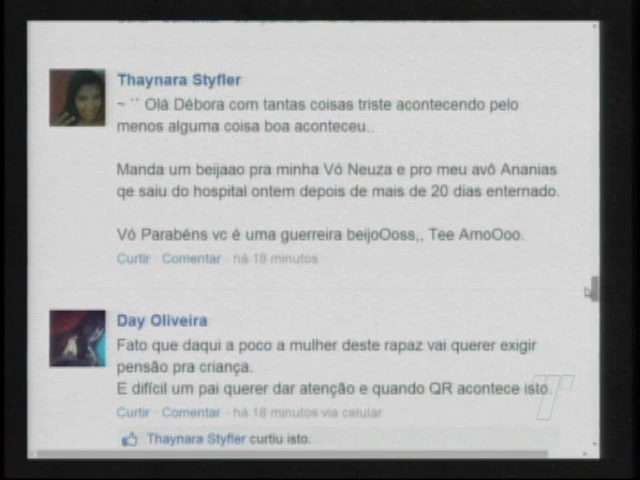 Thaynara Styfler
~ `` Olá Débora com tantas coisas triste acontecendo pelo
menos alguma coisa boa aconteceu..
Manda um beijaao pra minha Vó Neuza e pro meu avô Ananias
qe saiu do hospital ontem depois de mais de 20 dias enternado.
Vó Parabéns vc é uma guerreira beijoOoss,, Tee AmoOoo.
Curtir · Comentar · há 18 minutos
Day Oliveira
Fato que daqui a poco a mulher deste rapaz vai querer exigir
pensão pra criança.
E difícil um pai querer dar atenção e quando QR acontece isto.
Curtir · Comentar · há 18 minutos via celular
Thaynara Styfler curtiu isto.